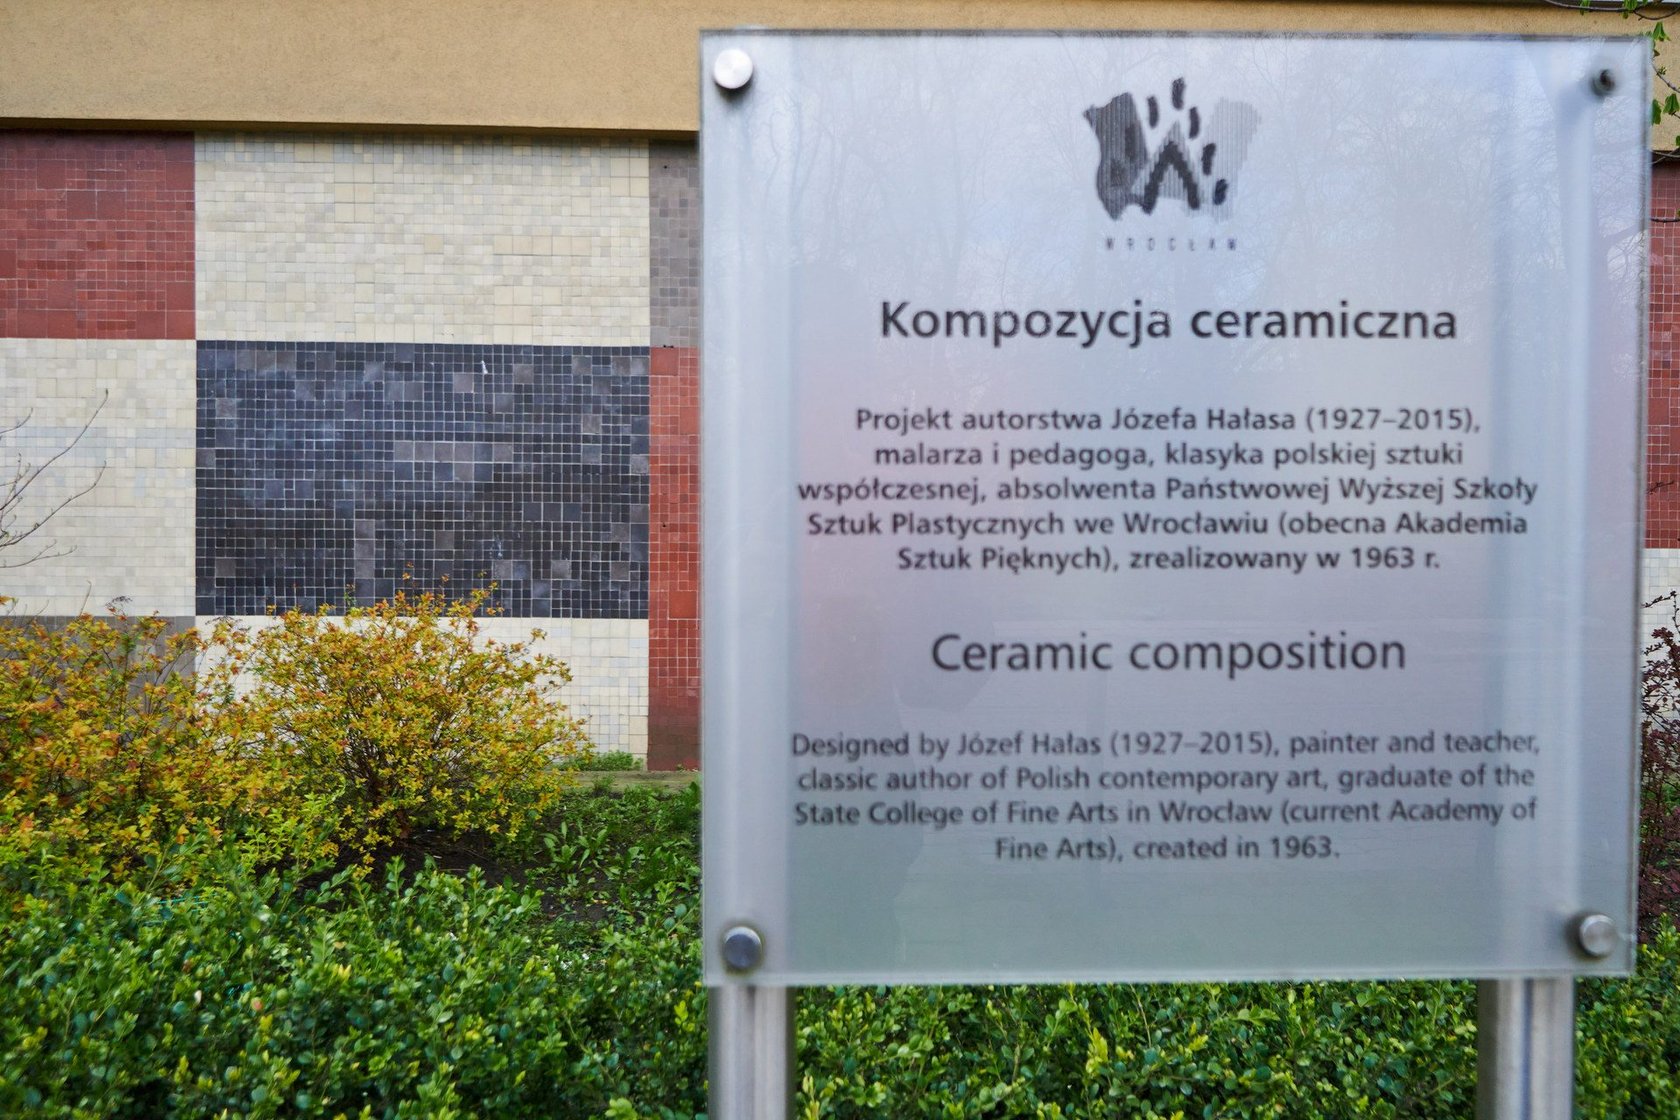 WROCŁAW
Kompozycja ceramiczna
Projekt autorstwa Józefa Hałasa (1927–2015),
malarza i pedagoga, klasyka polskiej sztuki
współczesnej, absolwenta Państwowej Wyższej Szkoły
Sztuk Plastycznych we Wrocławiu (obecna Akademia
Sztuk Pięknych), zrealizowany w 1963 r.
Ceramic composition
Designed by Józef Hałas (1927–2015), painter and teacher,
classic author of Polish contemporary art, graduate of the
State College of Fine Arts in Wrocław (current Academy of
Fine Arts), created in 1963.